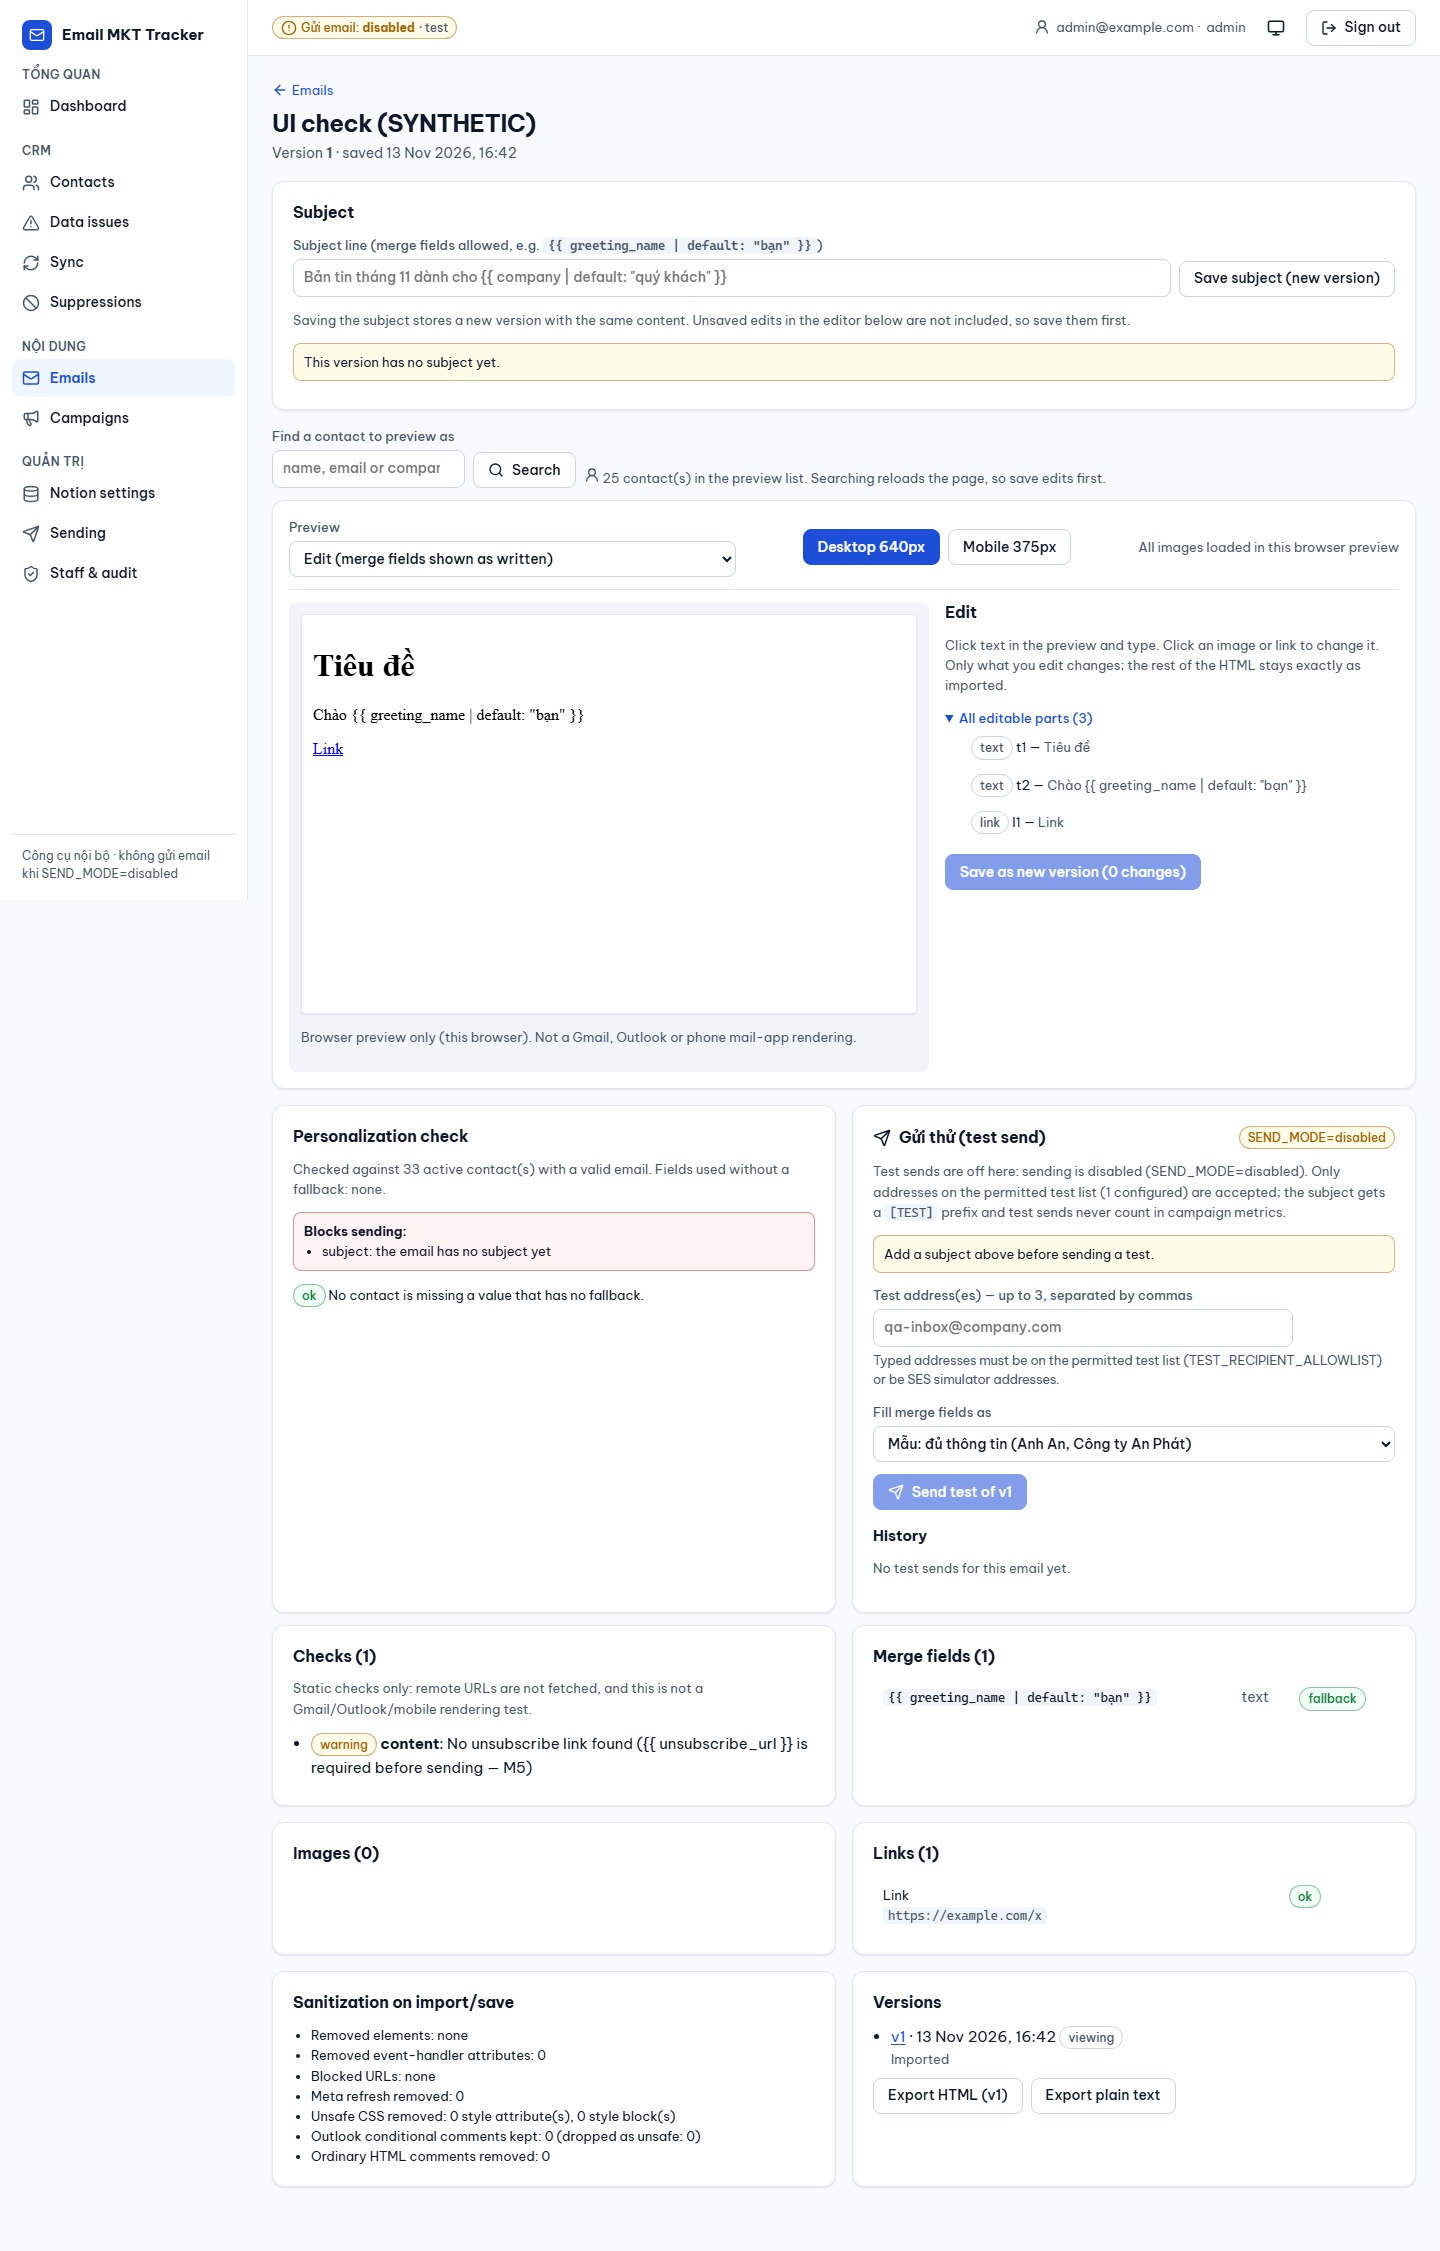 Email MKT Tracker
TỔNG QUAN
Dashboard
CRM
Contacts
Data issues
Sync
Suppressions
NỘI DUNG
Emails
Campaigns
QUẢN TRỊ
Notion settings
Sending
Staff & audit
Công cụ nội bộ · không gửi email
khi SEND_MODE=disabled
Gửi email: disabled · test
admin@example.com · admin
Sign out
Emails
UI check (SYNTHETIC)
Version 1 · saved 13 Nov 2026, 16:42
Subject
Subject line (merge fields allowed, e.g. {{ greeting_name | default: "bạn" }} )
Bản tin tháng 11 dành cho {{ company | default: "quý khách" }}
Save subject (new version)
Saving the subject stores a new version with the same content. Unsaved edits in the editor below are not included, so save them first.
This version has no subject yet.
Find a contact to preview as
name, email or compar
Search
25 contact(s) in the preview list. Searching reloads the page, so save edits first.
Preview
Edit (merge fields shown as written)
Desktop 640px
Mobile 375px
All images loaded in this browser preview
Tiêu đề
Chào {{ greeting_name | default: "bạn" }}
Link
Browser preview only (this browser). Not a Gmail, Outlook or phone mail-app rendering.
Edit
Click text in the preview and type. Click an image or link to change it.
Only what you edit changes; the rest of the HTML stays exactly as
imported.
▼ All editable parts (3)
text t1 — Tiêu đề
text t2 — Chào {{ greeting_name | default: "bạn" }}
link l1 — Link
Save as new version (0 changes)
Personalization check
Checked against 33 active contact(s) with a valid email. Fields used without a
fallback: none.
Blocks sending:
• subject: the email has no subject yet
ok No contact is missing a value that has no fallback.
Gửi thử (test send)
SEND_MODE=disabled
Test sends are off here: sending is disabled (SEND_MODE=disabled). Only
addresses on the permitted test list (1 configured) are accepted; the subject gets
a [TEST] prefix and test sends never count in campaign metrics.
Add a subject above before sending a test.
Test address(es) — up to 3, separated by commas
qa-inbox@company.com
Typed addresses must be on the permitted test list (TEST_RECIPIENT_ALLOWLIST)
or be SES simulator addresses.
Fill merge fields as
Mẫu: đủ thông tin (Anh An, Công ty An Phát)
Send test of v1
History
No test sends for this email yet.
Checks (1)
Static checks only: remote URLs are not fetched, and this is not a
Gmail/Outlook/mobile rendering test.
• warning content: No unsubscribe link found ({{ unsubscribe_url }} is
required before sending — M5)
Merge fields (1)
{{ greeting_name | default: "bạn" }} text fallback
Images (0)
Links (1)
Link
ok
https://example.com/x
Sanitization on import/save
• Removed elements: none
• Removed event-handler attributes: 0
• Blocked URLs: none
• Meta refresh removed: 0
• Unsafe CSS removed: 0 style attribute(s), 0 style block(s)
• Outlook conditional comments kept: 0 (dropped as unsafe: 0)
• Ordinary HTML comments removed: 0
Versions
• v1 · 13 Nov 2026, 16:42 viewing
Imported
Export HTML (v1)
Export plain text